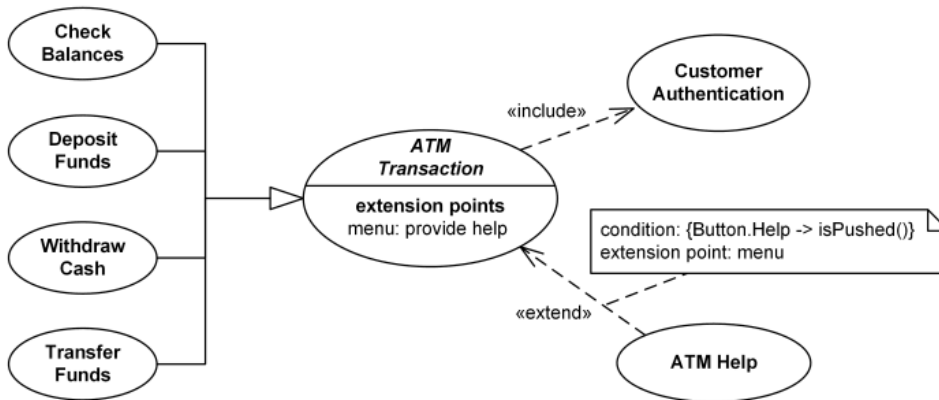 Check
Balances
Deposit
Funds
Withdraw
Cash
Transfer
Funds
ATM
Transaction
extension points
menu: provide help
«include»
Customer
Authentication
condition: {Button.Help -> isPushed()}
extension point: menu
«extend»
ATM Help